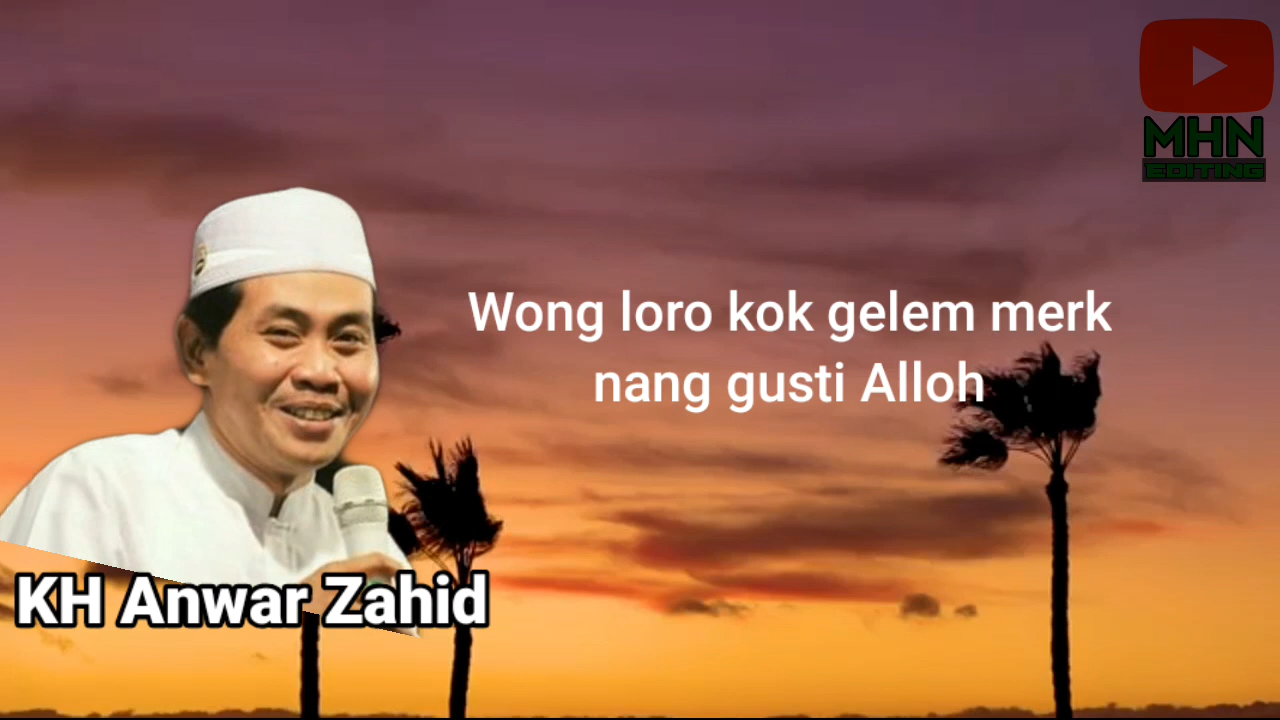 MHN
EDITING
Wong loro kok gelem merk
nang gusti Alloh
KH Anwar Zahid